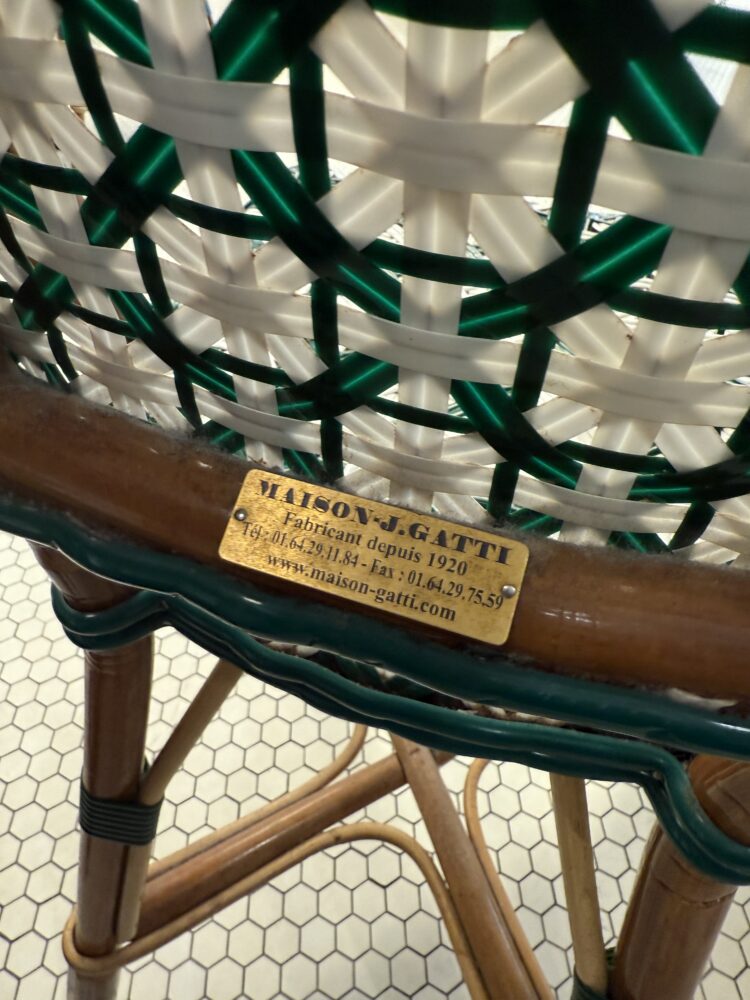 MAISON-J.GATTI
Fabricant depuis 1920
Tél : 01.64.29.11.84 - Fax : 01.64.29.75.59
www.maison-gatti.com